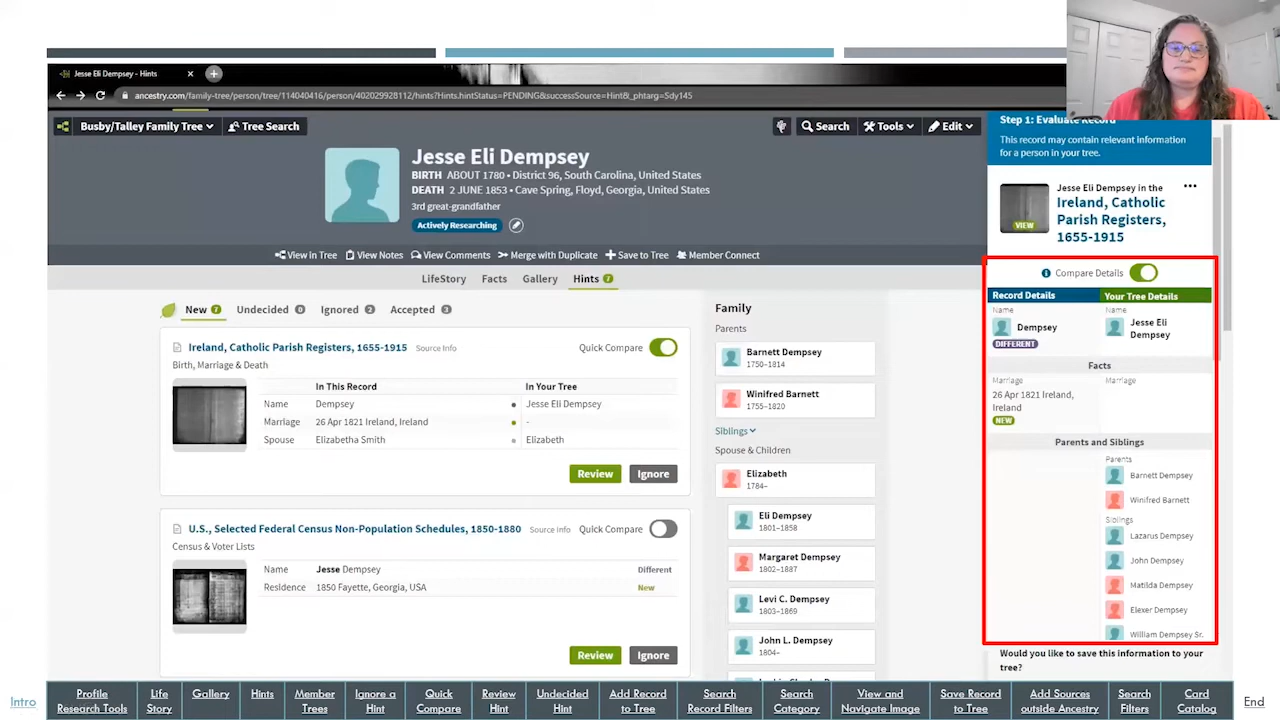 Jesse Eli Dempsey - Hints
ancestry.com/family-tree/person/tree/114040416/person/402029928112/hints?Hints.hintStatus=PENDING&successSource=Hint&_phtarg=Sdy145
Busby/Talley Family Tree
Tree Search
Search
Tools
Edit
Jesse Eli Dempsey
BIRTH ABOUT 1780 • District 96, South Carolina, United States
DEATH 2 JUNE 1853 • Cave Spring, Floyd, Georgia, United States
3rd great-grandfather
Actively Researching
View in Tree
View Notes
View Comments
Merge with Duplicate
Save to Tree
Member Connect
LifeStory
Facts
Gallery
Hints 7
New 7
Undecided 0
Ignored 2
Accepted 3
Ireland, Catholic Parish Registers, 1655-1915 Source Info
Quick Compare
Birth, Marriage & Death
In This Record
In Your Tree
Name Dempsey Jesse Eli Dempsey
Marriage 26 Apr 1821 Ireland, Ireland -
Spouse Elizabetha Smith Elizabeth
Review
Ignore
U.S., Selected Federal Census Non-Population Schedules, 1850-1880 Source Info
Quick Compare
Census & Voter Lists
Name Jesse Dempsey Different
Residence 1850 Fayette, Georgia, USA New
Review
Ignore
Family
Parents
Barnett Dempsey
1750–1814
Winifred Barnett
1755–1820
Siblings
Spouse & Children
Elizabeth
1784–
Eli Dempsey
1801–1858
Margaret Dempsey
1802–1887
Levi C. Dempsey
1803–1869
John L. Dempsey
1804–
Step 1: Evaluate Record
This record may contain relevant information
for a person in your tree.
VIEW
Jesse Eli Dempsey in the
Ireland, Catholic
Parish Registers,
1655-1915
Compare Details
Record Details
Your Tree Details
Name
Dempsey
DIFFERENT
Name
Jesse Eli
Dempsey
Facts
Marriage
26 Apr 1821 Ireland,
Ireland
NEW
Marriage
Parents and Siblings
Parents
Barnett Dempsey
Winifred Barnett
Siblings
Lazarus Dempsey
John Dempsey
Matilda Dempsey
Elexer Dempsey
William Dempsey Sr.
Would you like to save this information to your
tree?
Intro
Profile
Research Tools
Life
Story
Gallery
Hints
Member
Trees
Ignore a
Hint
Quick
Compare
Review
Hint
Undecided
Hint
Add Record
to Tree
Search
Record Filters
Search
Category
View and
Navigate Image
Save Record
to Tree
Add Sources
outside Ancestry
Search
Filters
Card
Catalog
End